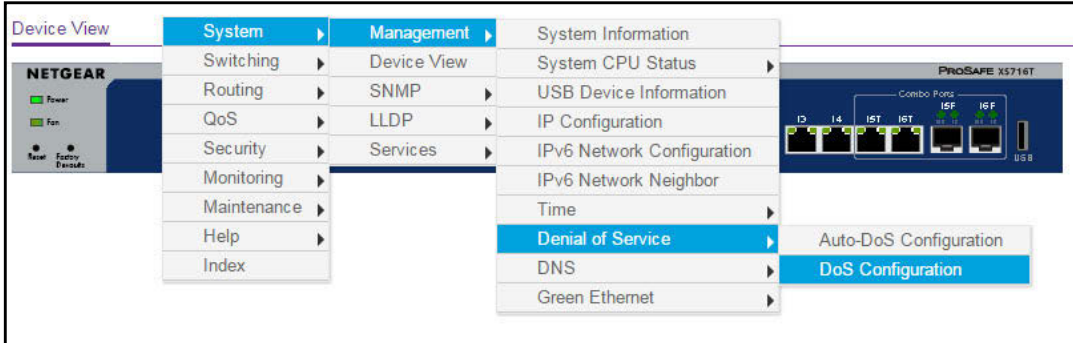 Device View
System
Switching
Routing
QoS
Security
Monitoring
Maintenance
Help
Index
Management
Device View
SNMP
LLDP
Services
System Information
System CPU Status
USB Device Information
IP Configuration
IPv6 Network Configuration
IPv6 Network Neighbor
Time
Denial of Service
DNS
Green Ethernet
Auto-DoS Configuration
DoS Configuration
NETGEAR
Power
Fan
Reset
Factory
Defaults
PROSAFE XS716T
Combo Ports
15F 16F
13 14 15T 16T
USB